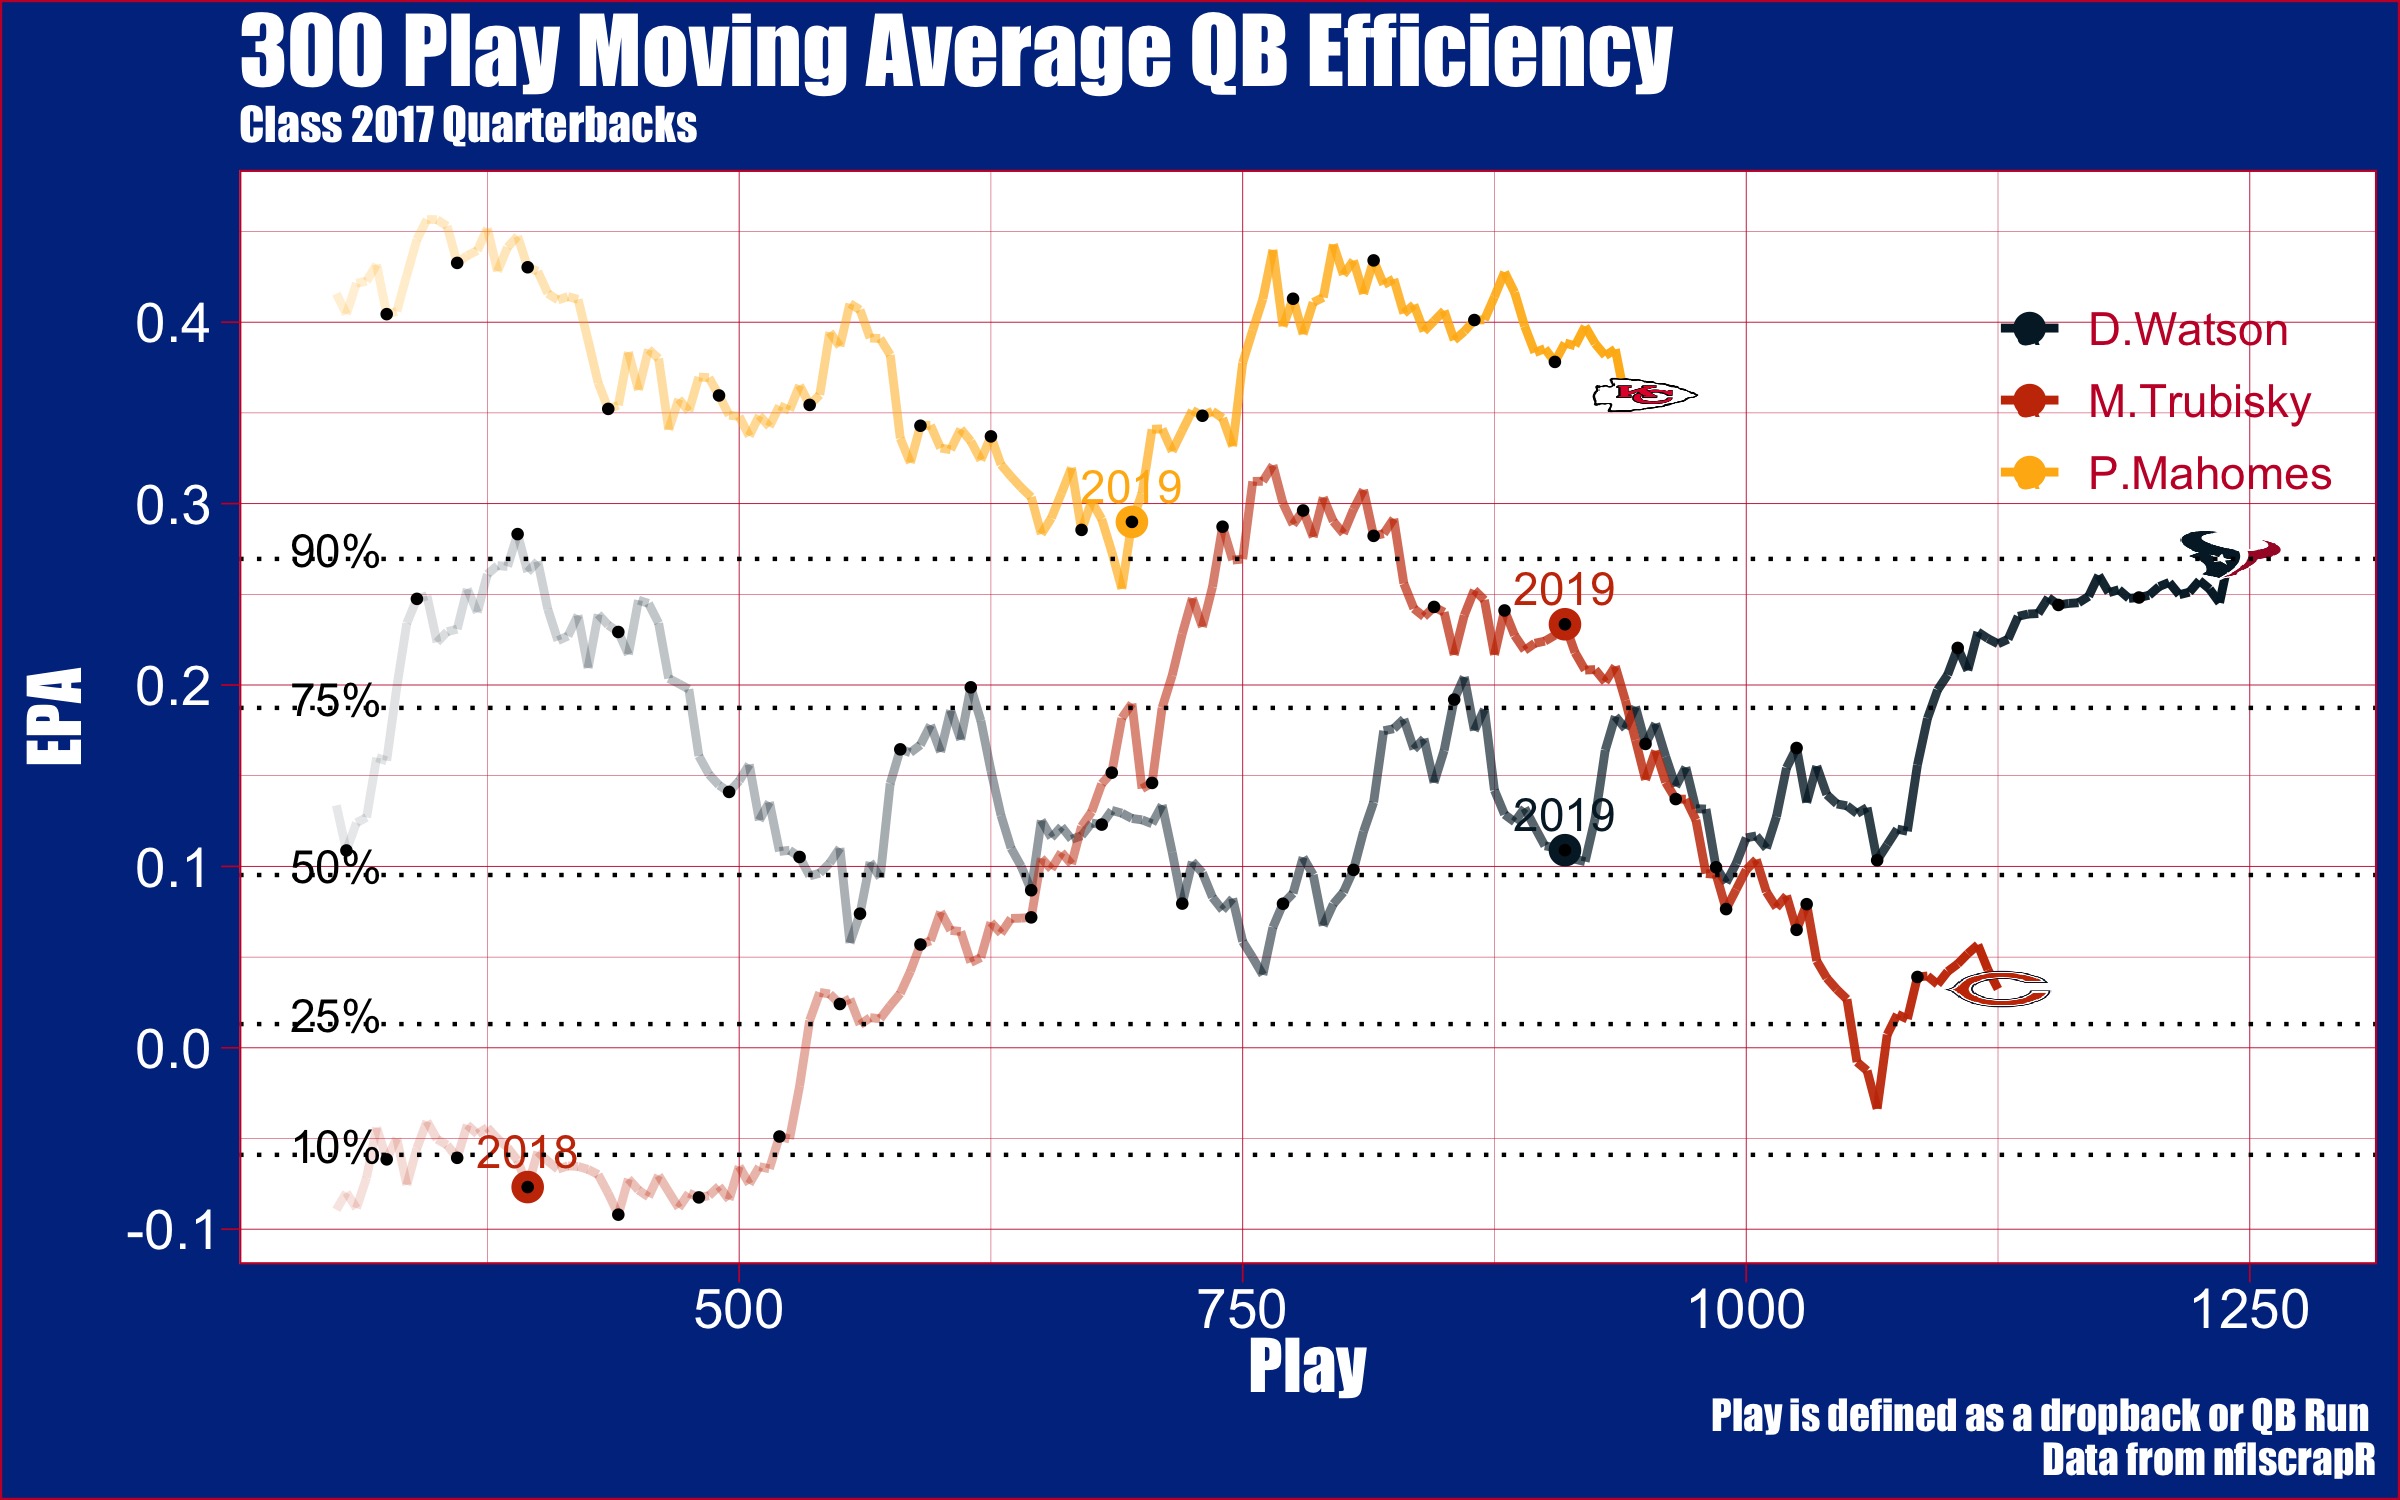 300 Play Moving Average QB Efficiency
Class 2017 Quarterbacks
EPA
0.4
0.3
0.2
0.1
0.0
-0.1
90%
75%
50%
25%
10%
2018
2019
2019
2019
KC
D.Watson
M.Trubisky
P.Mahomes
500
750
1000
1250
Play
Play is defined as a dropback or QB Run
Data from nflscrapR